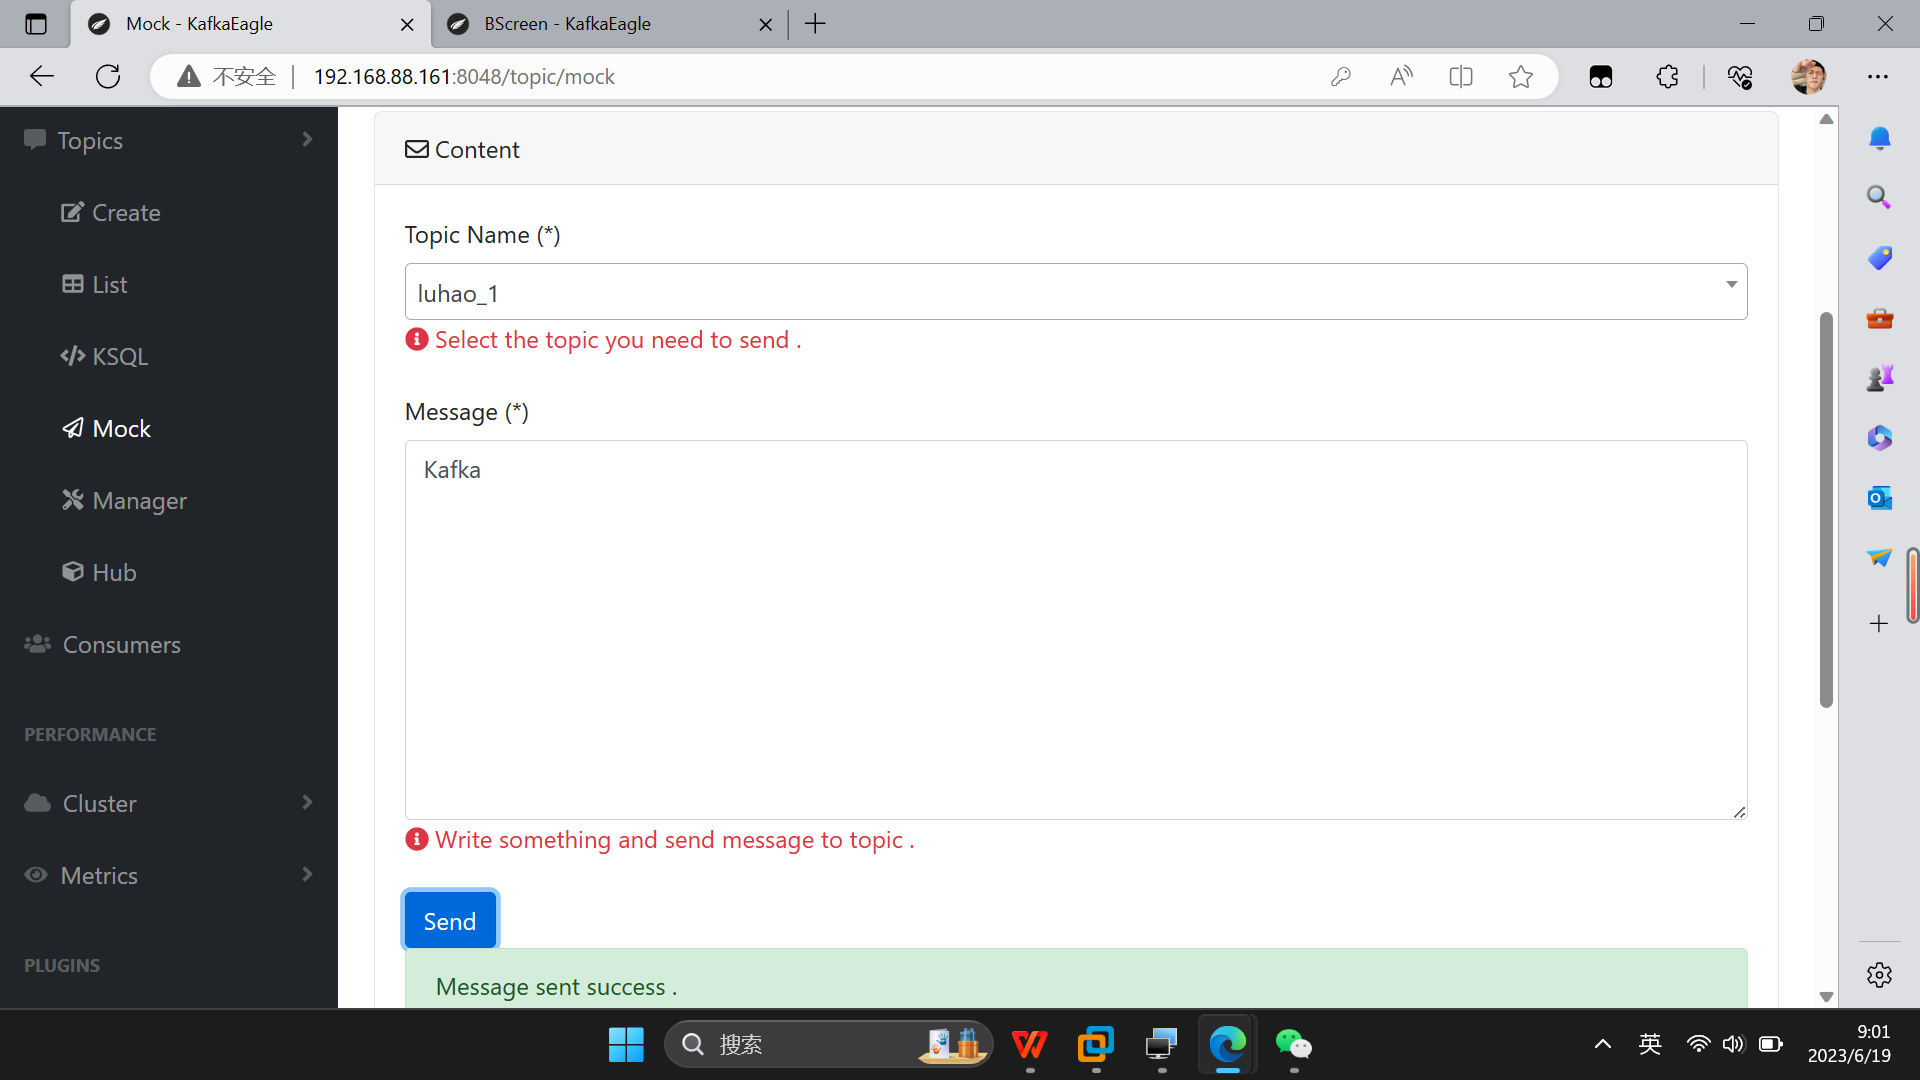 Mock - KafkaEagle
BScreen - KafkaEagle
不安全
192.168.88.161:8048/topic/mock
Topics
Create
List
KSQL
Mock
Manager
Hub
Consumers
PERFORMANCE
Cluster
Metrics
PLUGINS
Content
Topic Name (*)
luhao_1
Select the topic you need to send .
Message (*)
Kafka
Write something and send message to topic .
Send
Message sent success .
搜索
英
9:01
2023/6/19